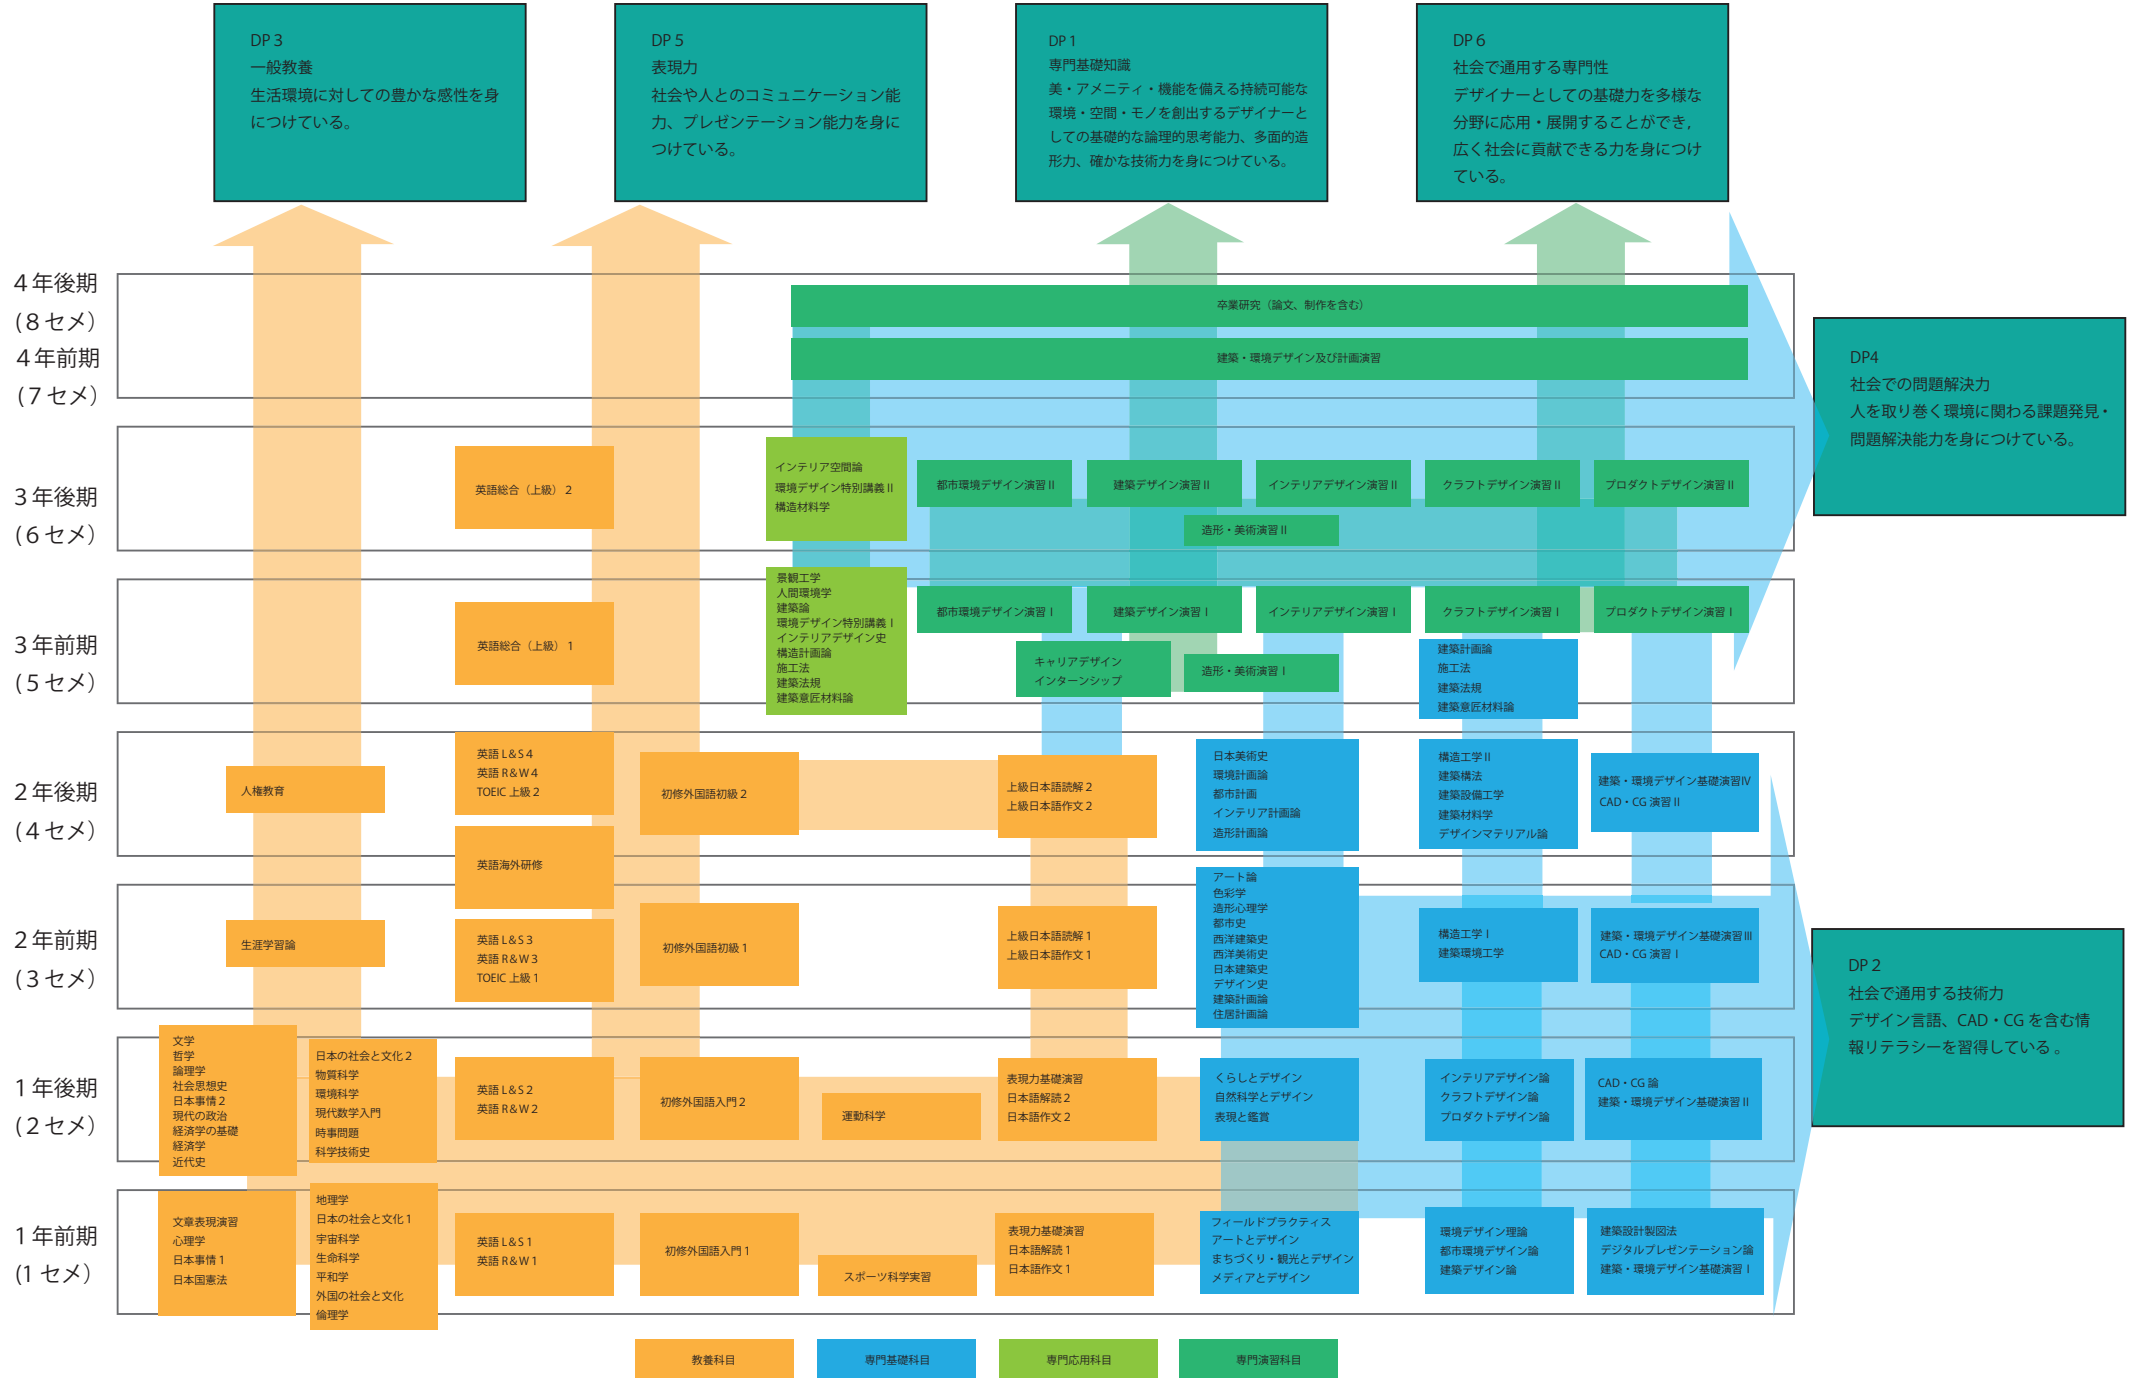 DP 3
一般教養
生活環境に対しての豊かな感性を身
につけている。
DP 5
表現力
社会や人とのコミュニケーション能
力、プレゼンテーション能力を身に
つけている。
DP 1
専門基礎知識
美・アメニティ・機能を備える持続可能な
環境・空間・モノを創出するデザイナーと
しての基礎的な論理的思考能力、多面的造
形力、確かな技術力を身につけている。
DP 6
社会で通用する専門性
デザイナーとしての基礎力を多様な
分野に応用・展開することができ,
広く社会に貢献できる力を身につけ
ている。
4年後期
(8セメ)
4年前期
(7セメ)
卒業研究（論文、制作を含む）
建築・環境デザイン及び計画演習
DP4
社会での問題解決力
人を取り巻く環境に関わる課題発見・
問題解決能力を身につけている。
3年後期
(6セメ)
英語総合（上級）2
インテリア空間論
環境デザイン特別講義Ⅱ
構造材料学
都市環境デザイン演習Ⅱ
建築デザイン演習Ⅱ
インテリアデザイン演習Ⅱ
クラフトデザイン演習Ⅱ
プロダクトデザイン演習Ⅱ
造形・美術演習Ⅱ
3年前期
(5セメ)
英語総合（上級）1
景観工学
人間環境学
建築論
環境デザイン特別講義Ⅰ
インテリアデザイン史
構造計画論
施工法
建築法規
建築意匠材料論
都市環境デザイン演習Ⅰ
建築デザイン演習Ⅰ
インテリアデザイン演習Ⅰ
クラフトデザイン演習Ⅰ
プロダクトデザイン演習Ⅰ
キャリアデザイン
インターンシップ
造形・美術演習Ⅰ
建築計画論
施工法
建築法規
建築意匠材料論
2年後期
(4セメ)
人権教育
英語 L＆S 4
英語 R＆W 4
TOEIC 上級 2
英語海外研修
初修外国語初級 2
上級日本語読解 2
上級日本語作文 2
日本美術史
環境計画論
都市計画
インテリア計画論
造形計画論
構造工学Ⅱ
建築構法
建築設備工学
建築材料学
デザインマテリアル論
建築・環境デザイン基礎演習Ⅳ
CAD・CG 演習Ⅱ
2年前期
(3セメ)
生涯学習論
英語 L＆S 3
英語 R＆W 3
TOEIC 上級 1
初修外国語初級 1
上級日本語読解 1
上級日本語作文 1
アート論
色彩学
造形心理学
都市史
西洋建築史
西洋美術史
日本建築史
デザイン史
建築計画論
住居計画論
構造工学Ⅰ
建築環境工学
建築・環境デザイン基礎演習Ⅲ
CAD・CG 演習Ⅰ
DP 2
社会で通用する技術力
デザイン言語、CAD・CG を含む情
報リテラシーを習得している 。
1年後期
(2セメ)
文学
哲学
論理学
社会思想史
日本事情 2
現代の政治
経済学の基礎
経済学
近代史
日本の社会と文化 2
物質科学
環境科学
現代数学入門
時事問題
科学技術史
英語 L＆S 2
英語 R＆W 2
初修外国語入門 2
運動科学
表現力基礎演習
日本語解読 2
日本語作文 2
くらしとデザイン
自然科学とデザイン
表現と鑑賞
インテリアデザイン論
クラフトデザイン論
プロダクトデザイン論
CAD・CG 論
建築・環境デザイン基礎演習Ⅱ
1年前期
(1セメ)
文章表現演習
心理学
日本事情 1
日本国憲法
地理学
日本の社会と文化 1
宇宙科学
生命科学
平和学
外国の社会と文化
倫理学
英語 L＆S 1
英語 R＆W 1
初修外国語入門 1
スポーツ科学実習
表現力基礎演習
日本語解読 1
日本語作文 1
フィールドプラクティス
アートとデザイン
まちづくり・観光とデザイン
メディアとデザイン
環境デザイン理論
都市環境デザイン論
建築デザイン論
建築設計製図法
デジタルプレゼンテーション論
建築・環境デザイン基礎演習Ⅰ
教養科目
専門基礎科目
専門応用科目
専門演習科目